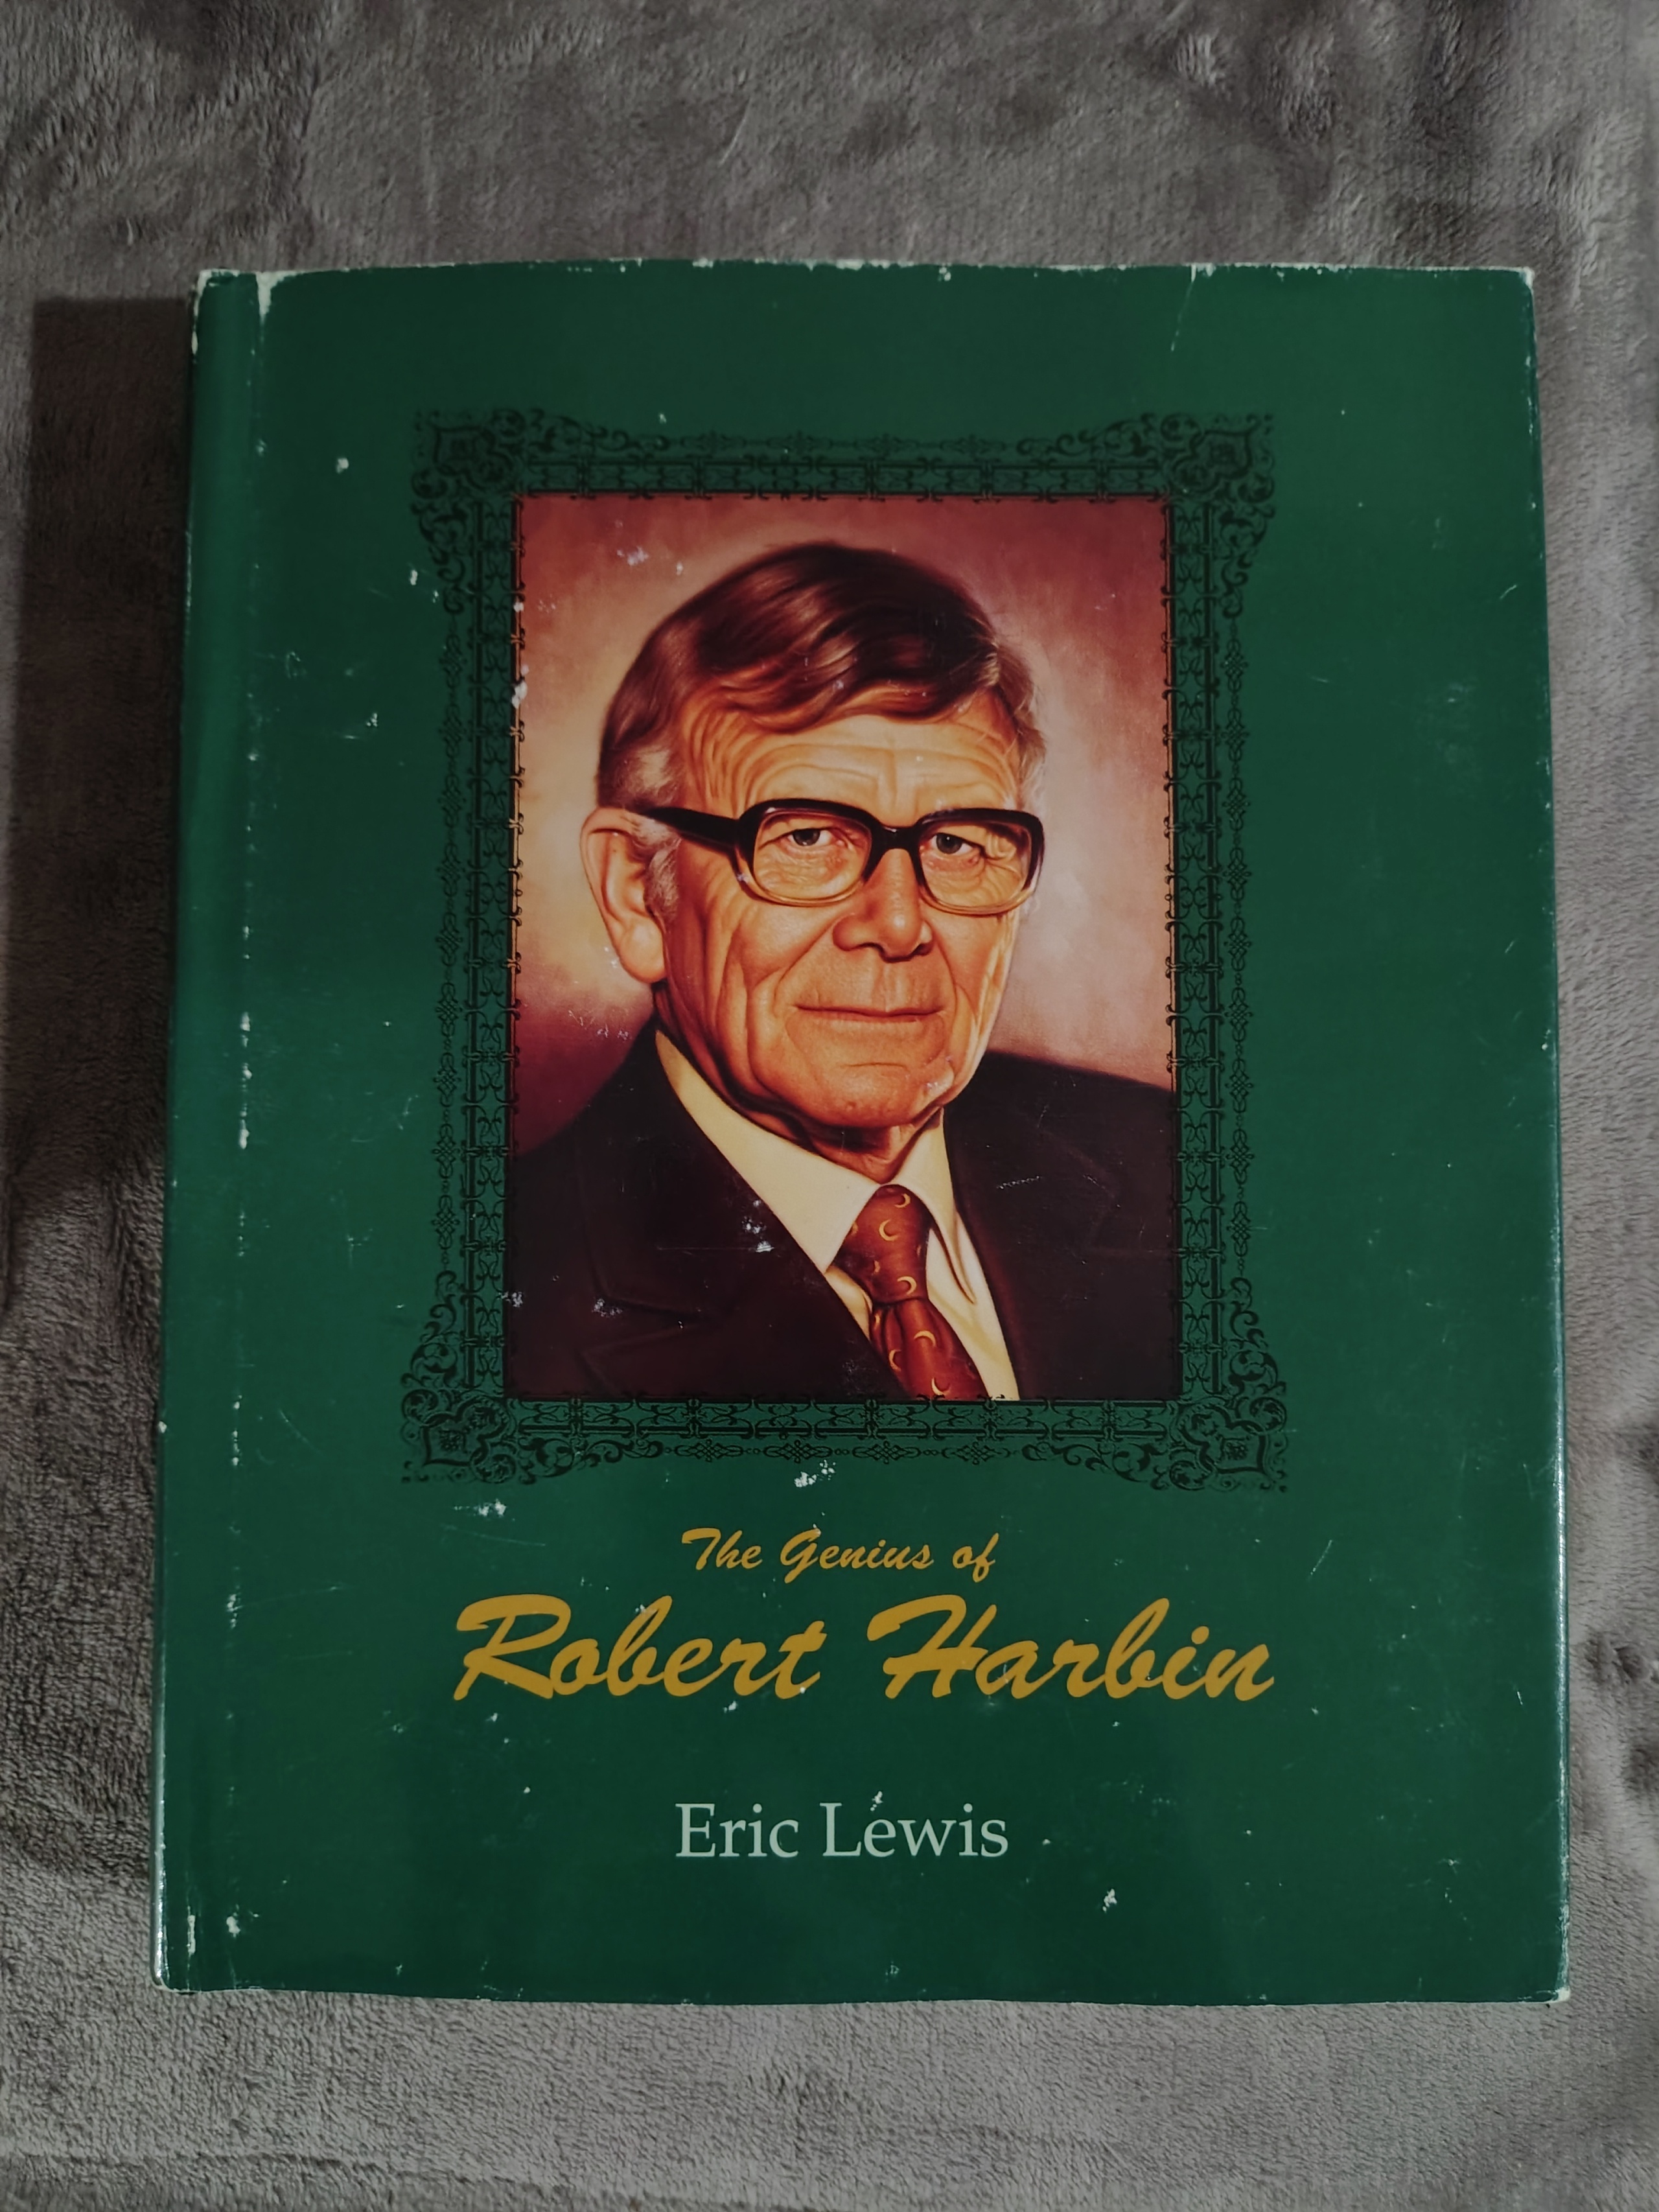 The Genius of
Robert Harbin
Eric Lewis